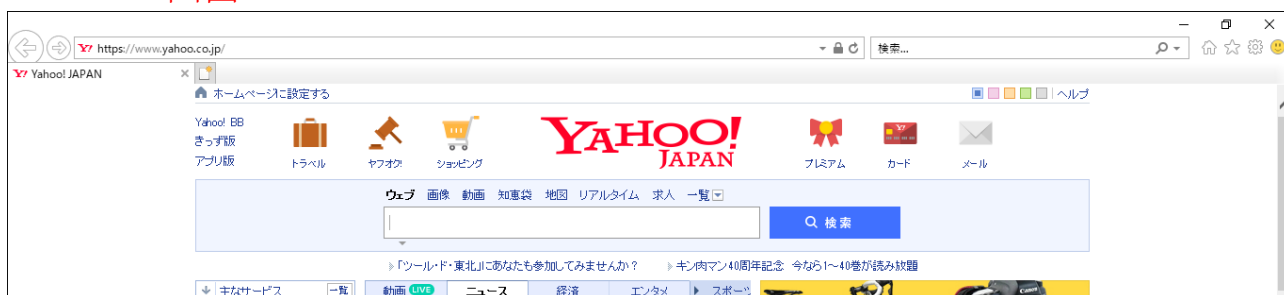 https://www.yahoo.co.jp/
検索...
Yahoo! JAPAN
ホームページに設定する
ヘルプ
Yahoo! BB
きっず版
アプリ版
トラベル
ヤフオク!
ショッピング
YAHOO!
JAPAN
プレミアム
カード
メール
ウェブ 画像 動画 知恵袋 地図 リアルタイム 求人 一覧
検索
「ツール・ド・東北」にあなたも参加してみませんか?
キン肉マン40周年記念 今なら1~40巻が読み放題
主なサービス 一覧
動画 LIVE ニュース 経済 エンタメ スポーツ
Canon